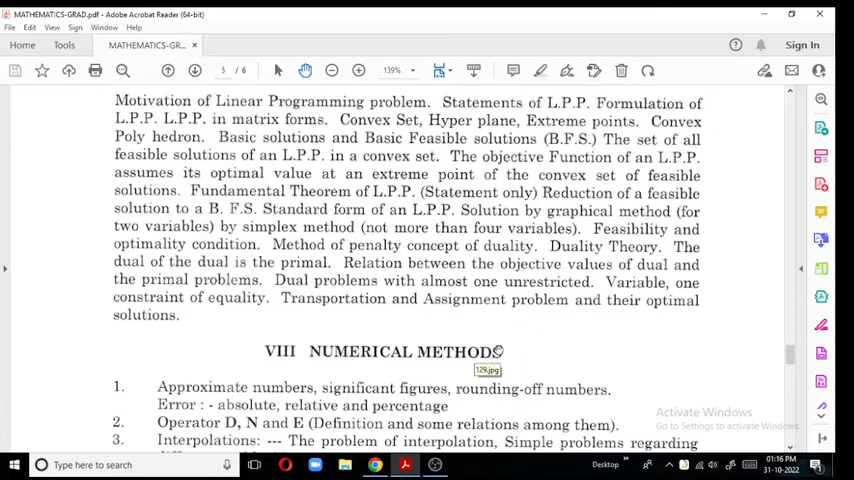 MATHEMATICS-GRAD.pdf - Adobe Acrobat Reader (64-bit)
File Edit View Sign Window Help
Home Tools MATHEMATICS-GR... × Sign In
5 / 6 139%
Motivation of Linear Programming problem. Statements of L.P.P. Formulation of
L.P.P. L.P.P. in matrix forms. Convex Set, Hyper plane, Extreme points. Convex
Poly hedron. Basic solutions and Basic Feasible solutions (B.F.S.) The set of all
feasible solutions of an L.P.P. in a convex set. The objective Function of an L.P.P.
assumes its optimal value at an extreme point of the convex set of feasible
solutions. Fundamental Theorem of L.P.P. (Statement only) Reduction of a feasible
solution to a B. F.S. Standard form of an L.P.P. Solution by graphical method (for
two variables) by simplex method (not more than four variables). Feasibility and
optimality condition. Method of penalty concept of duality. Duality Theory. The
dual of the dual is the primal. Relation between the objective values of dual and
the primal problems. Dual problems with almost one unrestricted. Variable, one
constraint of equality. Transportation and Assignment problem and their optimal
solutions.
VIII NUMERICAL METHODS
129.jpg
1. Approximate numbers, significant figures, rounding-off numbers.
Error : - absolute, relative and percentage
2. Operator D, N and E (Definition and some relations among them).
3. Interpolations: --- The problem of interpolation, Simple problems regarding
Activate Windows
Go to Settings to activate Windows.
Type here to search
Desktop
01:16 PM
31-10-2022